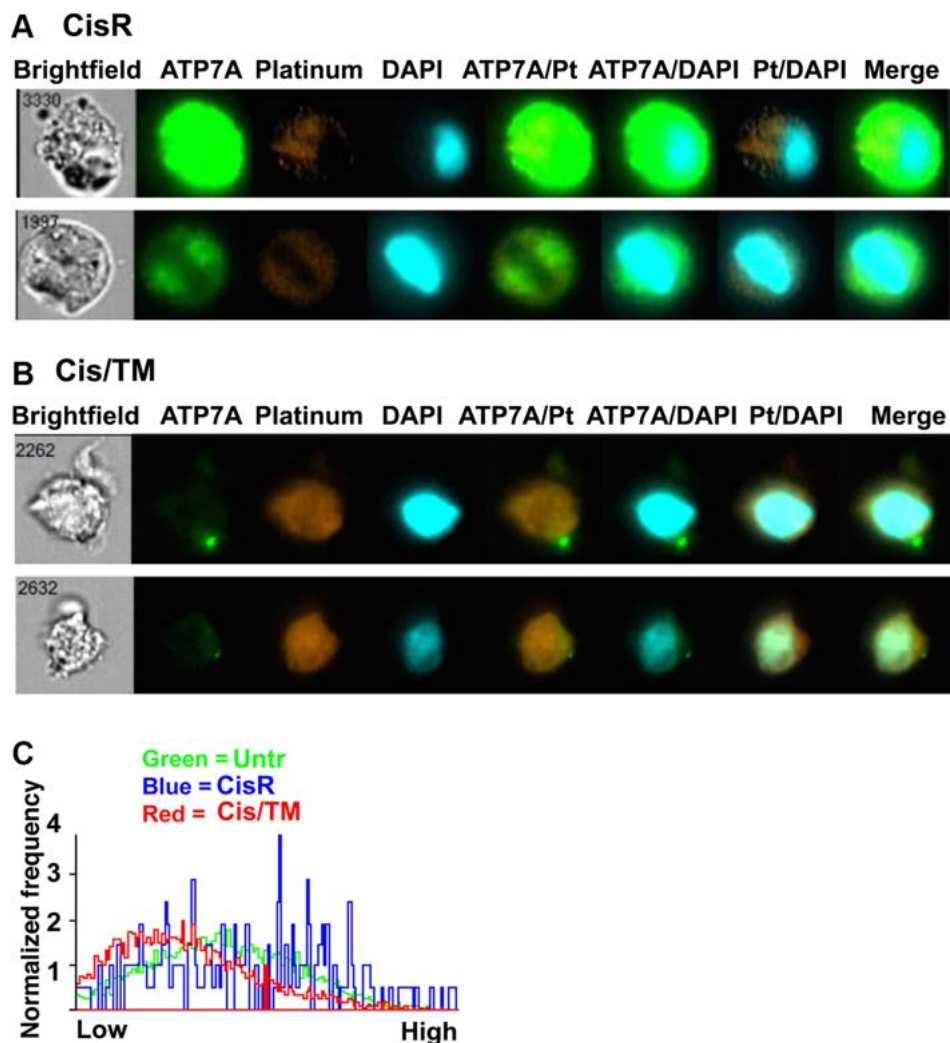 A CisR
Brightfield ATP7A Platinum DAPI ATP7A/Pt ATP7A/DAPI Pt/DAPI Merge
3330
1997
B Cis/TM
Brightfield ATP7A Platinum DAPI ATP7A/Pt ATP7A/DAPI Pt/DAPI Merge
2262
2632
C
Green = Untr
Blue = CisR
Red = Cis/TM
Normalized frequency
4
3
2
1
Low High